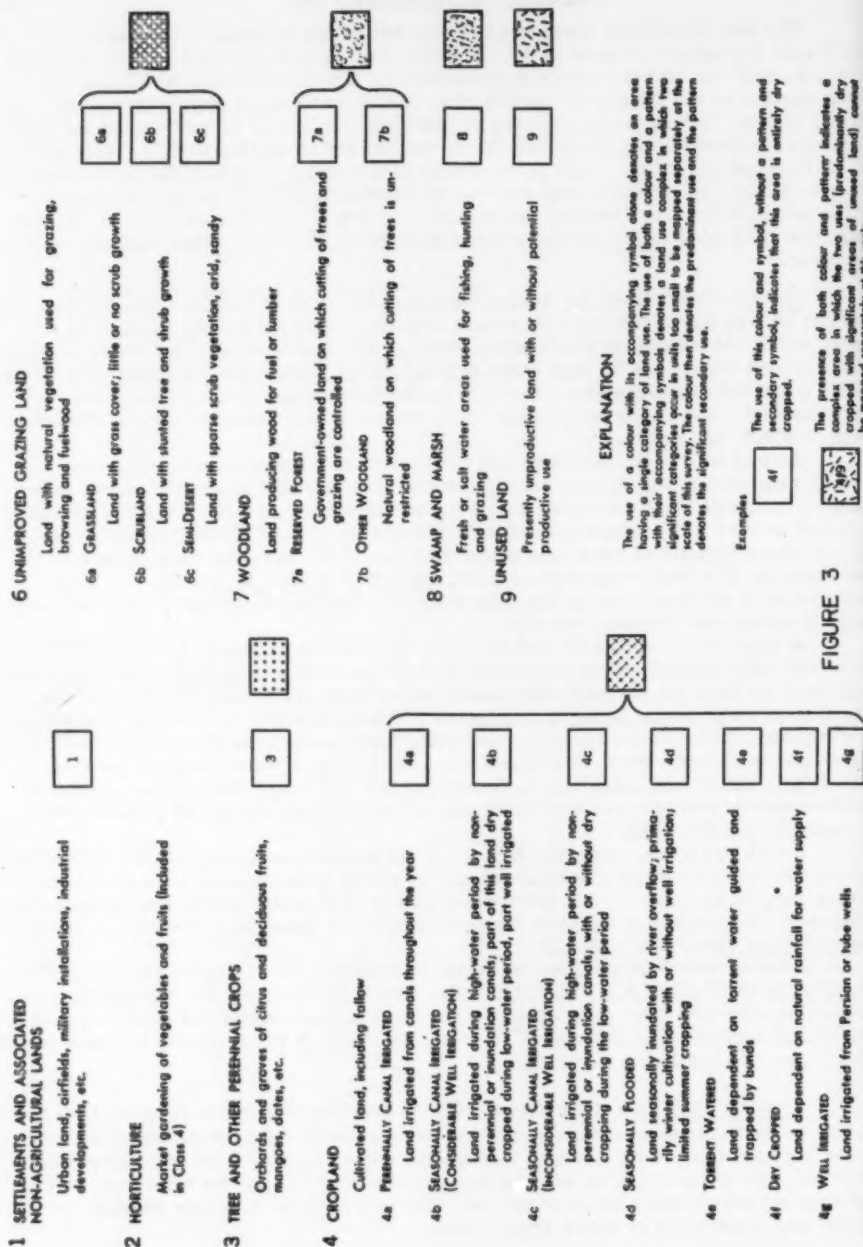 1 SETTLEMENTS AND ASSOCIATED
NON-AGRICULTURAL LANDS
Urban land, airfields, military installations, industrial
developments, etc.
1
2 HORTICULTURE
Market gardening of vegetables and fruits (included
in Class 4)
3 TREE AND OTHER PERENNIAL CROPS
Orchards and groves of citrus and deciduous fruits,
mangoes, dates, etc.
3
4 CROPLAND
Cultivated land, including fallow
4a PERENNIALLY CANAL IRRIGATED
Land irrigated from canals throughout the year
4a
4b SEASONALLY CANAL IRRIGATED
(CONSIDERABLE WELL IRRIGATION)
Land irrigated during high-water period by non-
perennial or inundation canals; part of this land dry
cropped during low-water period, part well irrigated
4b
4c SEASONALLY CANAL IRRIGATED
(INCONSIDERABLE WELL IRRIGATION)
Land irrigated during high-water period by non-
perennial or inundation canals; with or without dry
cropping during the low-water period
4c
4d SEASONALLY FLOODED
Land seasonally inundated by river overflow; prima-
rily winter cultivation with or without well irrigation;
limited summer cropping
4d
4e TORRENT WATERED
Land dependent on torrent water guided and
trapped by bunds
4e
4f DRY CROPPED
Land dependent on natural rainfall for water supply
4f
4g WELL IRRIGATED
Land irrigated from Persian or tube wells
4g
6 UNIMPROVED GRAZING LAND
Land with natural vegetation used for grazing,
browsing and fuelwood
6a GRASSLAND
Land with grass cover; little or no scrub growth
6a
6b SCRUBLAND
Land with stunted tree and shrub growth
6b
6c SEMI-DESERT
Land with sparse scrub vegetation, arid, sandy
6c
7 WOODLAND
Land producing wood for fuel or lumber
7a RESERVED FOREST
Government-owned land on which cutting of trees and
grazing are controlled
7a
7b OTHER WOODLAND
Natural woodland on which cutting of trees is un-
restricted
7b
8 SWAMP AND MARSH
Fresh or salt water areas used for fishing, hunting
and grazing
8
9 UNUSED LAND
Presently unproductive land with or without potential
productive use
9
EXPLANATION
The use of a colour with its accompanying symbol alone denotes an area
having a single category of land use. The use of both a colour and a pattern
with their accompanying symbols denotes a land use complex in which two
significant categories occur in units too small to be mapped separately at the
scale of this survey. The colour then denotes the predominant use and the pattern
denotes the significant secondary use.
Examples
4f
The use of this colour and symbol, without a pattern and
secondary symbol, indicates that this area is entirely dry
cropped.
The presence of both colour and pattern indicates a
complex area in which the two uses (predominantly dry
cropped with significant areas of unused land) cannot
FIGURE 3